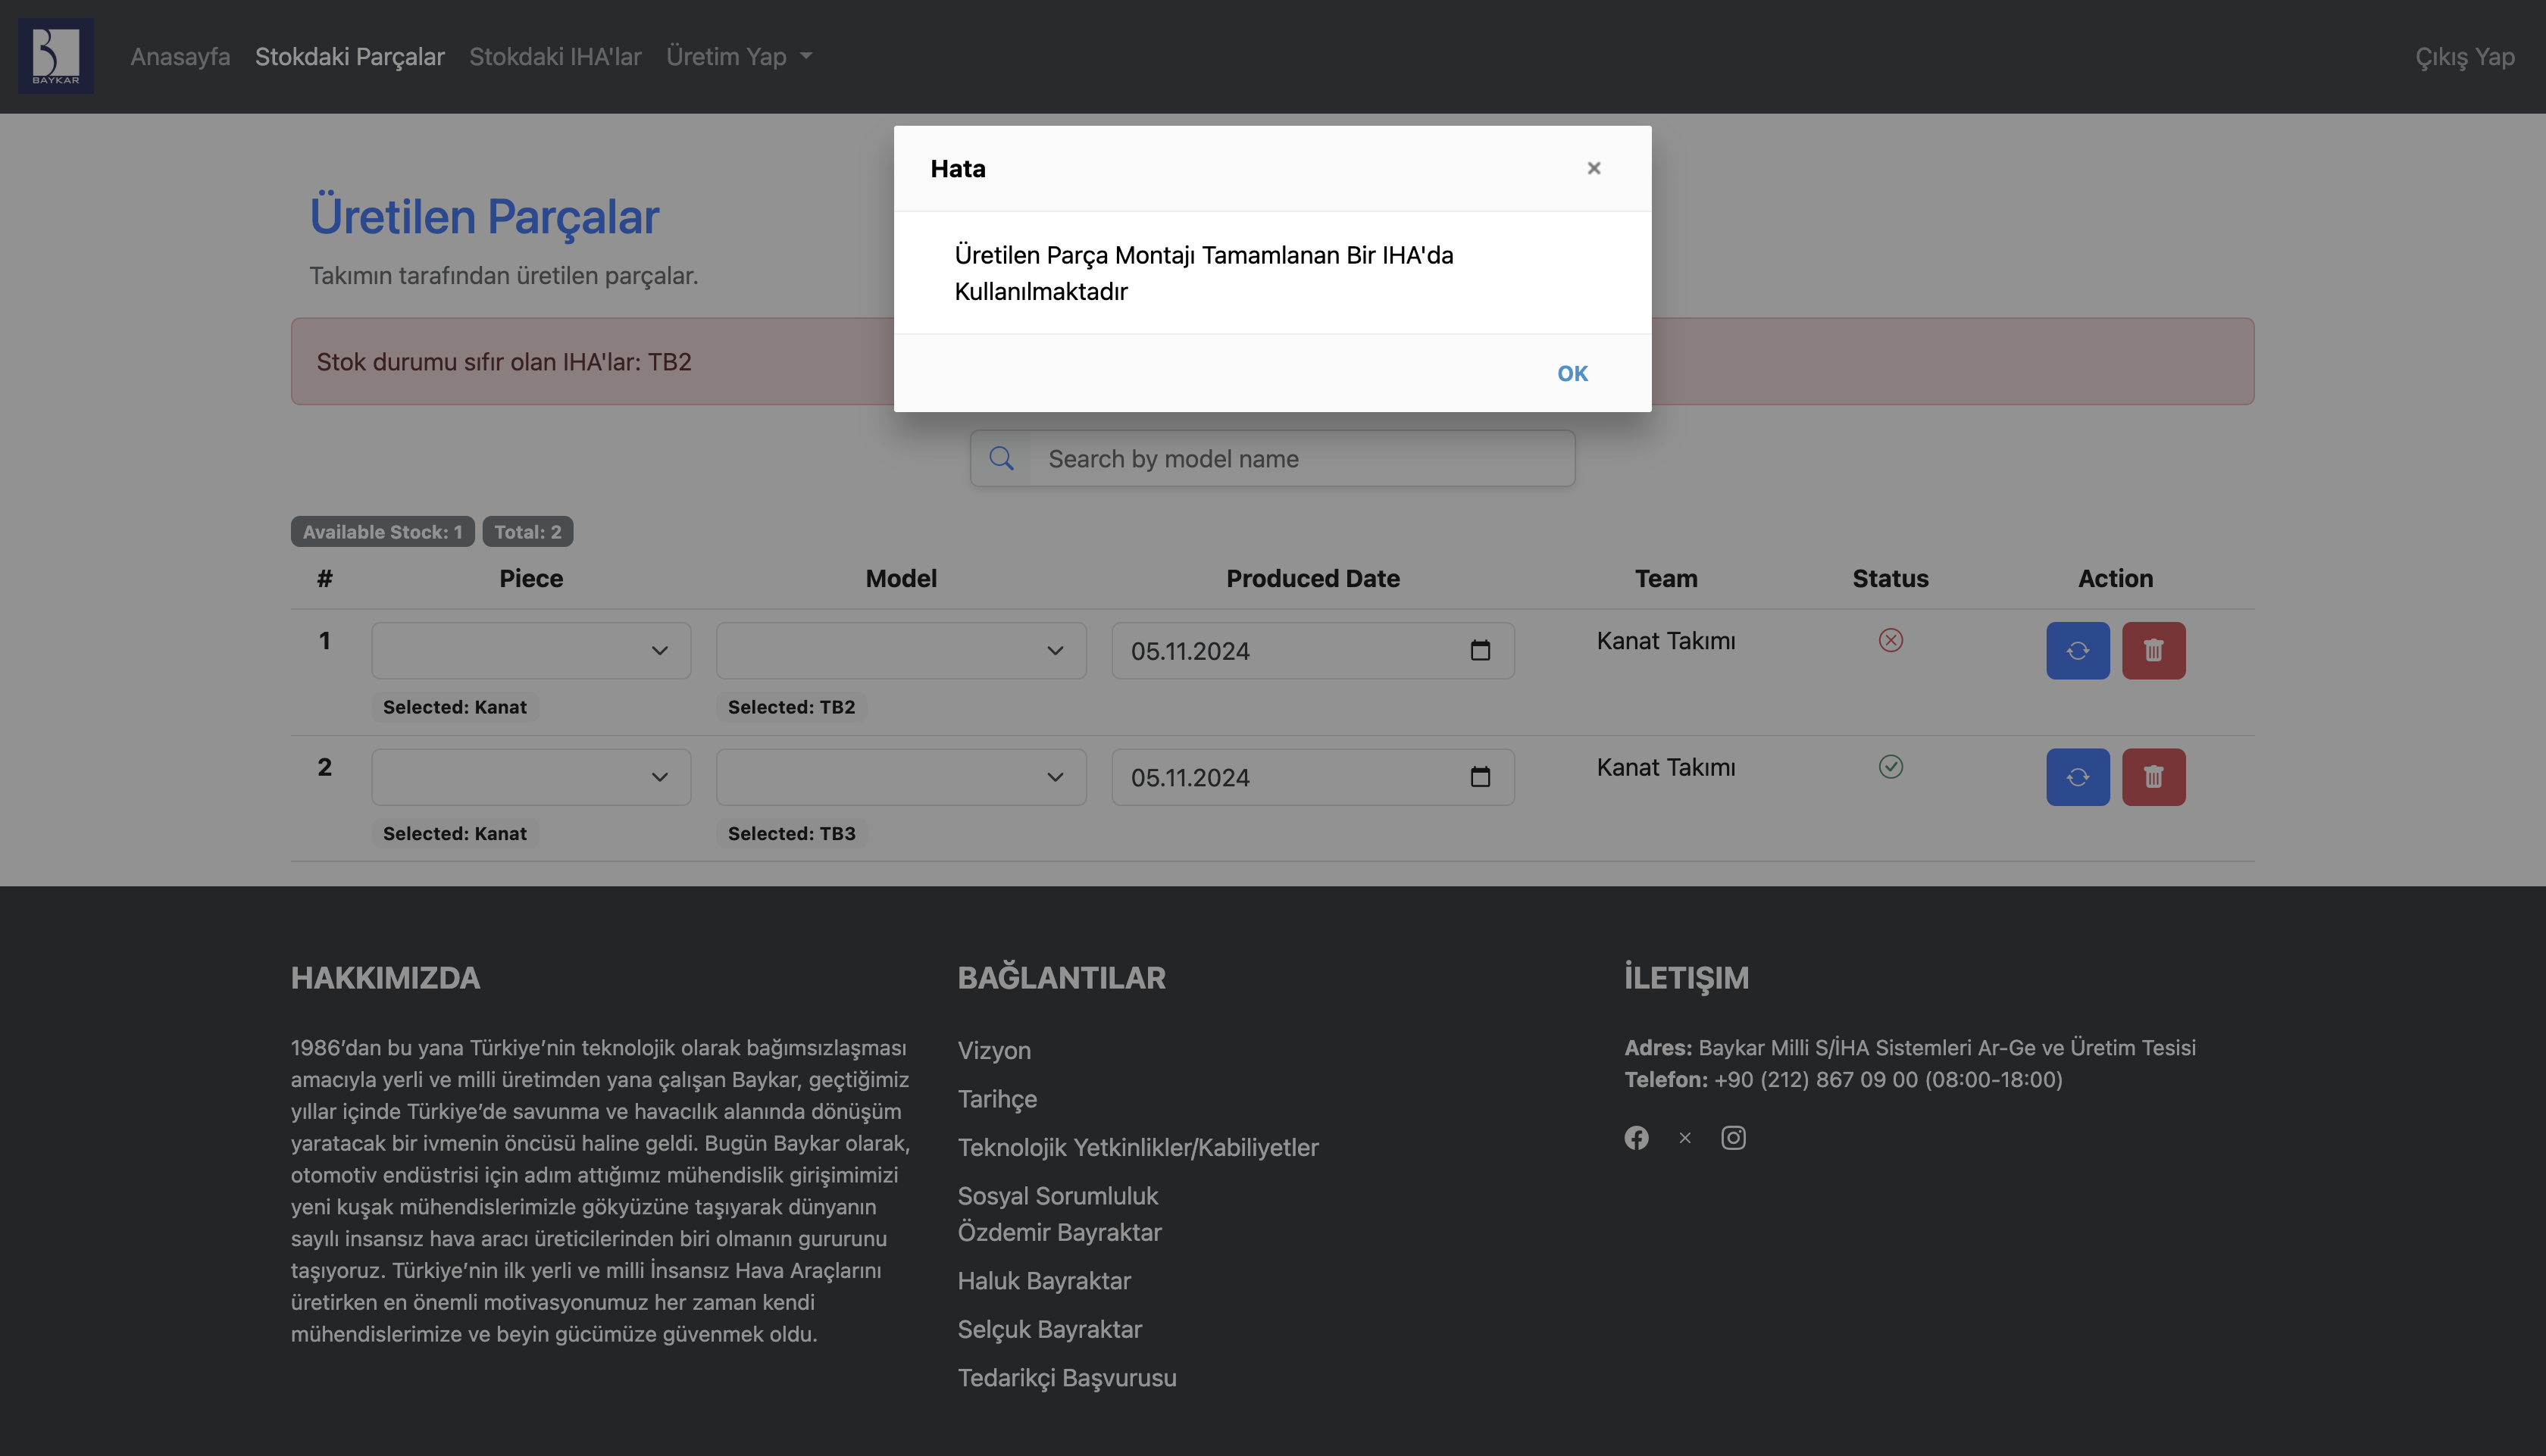 BAYKAR
Anasayfa
Stokdaki Parçalar
Stokdaki IHA'lar
Üretim Yap
Çıkış Yap
Hata
Üretilen Parça Montajı Tamamlanan Bir IHA'da
Kullanılmaktadır
OK
Üretilen Parçalar
Takımın tarafından üretilen parçalar.
Stok durumu sıfır olan IHA'lar: TB2
Search by model name
Available Stock: 1
Total: 2
# Piece Model Produced Date Team Status Action
1 05.11.2024 Kanat Takımı
Selected: Kanat Selected: TB2
2 05.11.2024 Kanat Takımı
Selected: Kanat Selected: TB3
HAKKIMIZDA
1986’dan bu yana Türkiye’nin teknolojik olarak bağımsızlaşması
amacıyla yerli ve milli üretimden yana çalışan Baykar, geçtiğimiz
yıllar içinde Türkiye’de savunma ve havacılık alanında dönüşüm
yaratacak bir ivmenin öncüsü haline geldi. Bugün Baykar olarak,
otomotiv endüstrisi için adım attığımız mühendislik girişimimizi
yeni kuşak mühendislerimizle gökyüzüne taşıyarak dünyanın
sayılı insansız hava aracı üreticilerinden biri olmanın gururunu
taşıyoruz. Türkiye’nin ilk yerli ve milli İnsansız Hava Araçlarını
üretirken en önemli motivasyonumuz her zaman kendi
mühendislerimize ve beyin gücümüze güvenmek oldu.
BAĞLANTILAR
Vizyon
Tarihçe
Teknolojik Yetkinlikler/Kabiliyetler
Sosyal Sorumluluk
Özdemir Bayraktar
Haluk Bayraktar
Selçuk Bayraktar
Tedarikçi Başvurusu
İLETIŞIM
Adres: Baykar Milli S/İHA Sistemleri Ar-Ge ve Üretim Tesisi
Telefon: +90 (212) 867 09 00 (08:00-18:00)